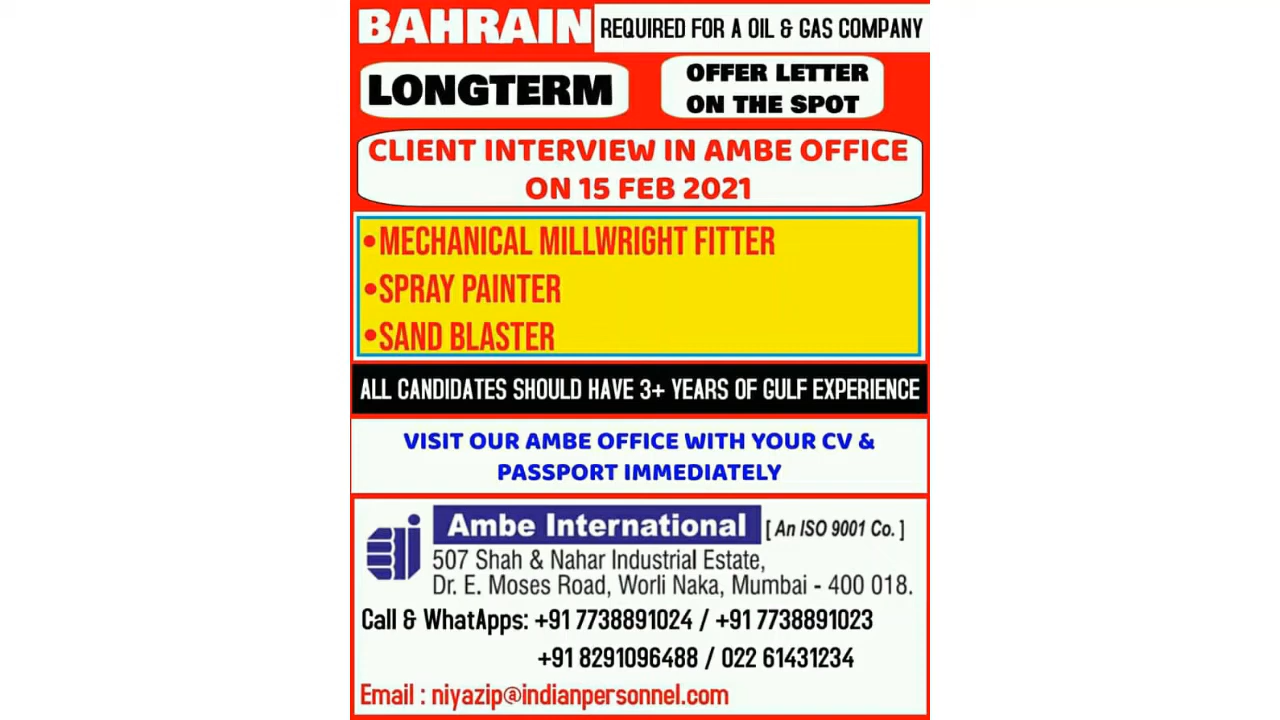 BAHRAIN REQUIRED FOR A OIL & GAS COMPANY
LONGTERM
OFFER LETTER
ON THE SPOT
CLIENT INTERVIEW IN AMBE OFFICE
ON 15 FEB 2021
•MECHANICAL MILLWRIGHT FITTER
•SPRAY PAINTER
•SAND BLASTER
ALL CANDIDATES SHOULD HAVE 3+ YEARS OF GULF EXPERIENCE
VISIT OUR AMBE OFFICE WITH YOUR CV &
PASSPORT IMMEDIATELY
Ambe International [ An ISO 9001 Co. ]
507 Shah & Nahar Industrial Estate,
Dr. E. Moses Road, Worli Naka, Mumbai - 400 018.
Call & WhatApps: +91 7738891024 / +91 7738891023
+91 8291096488 / 022 61431234
Email : niyazip@indianpersonnel.com